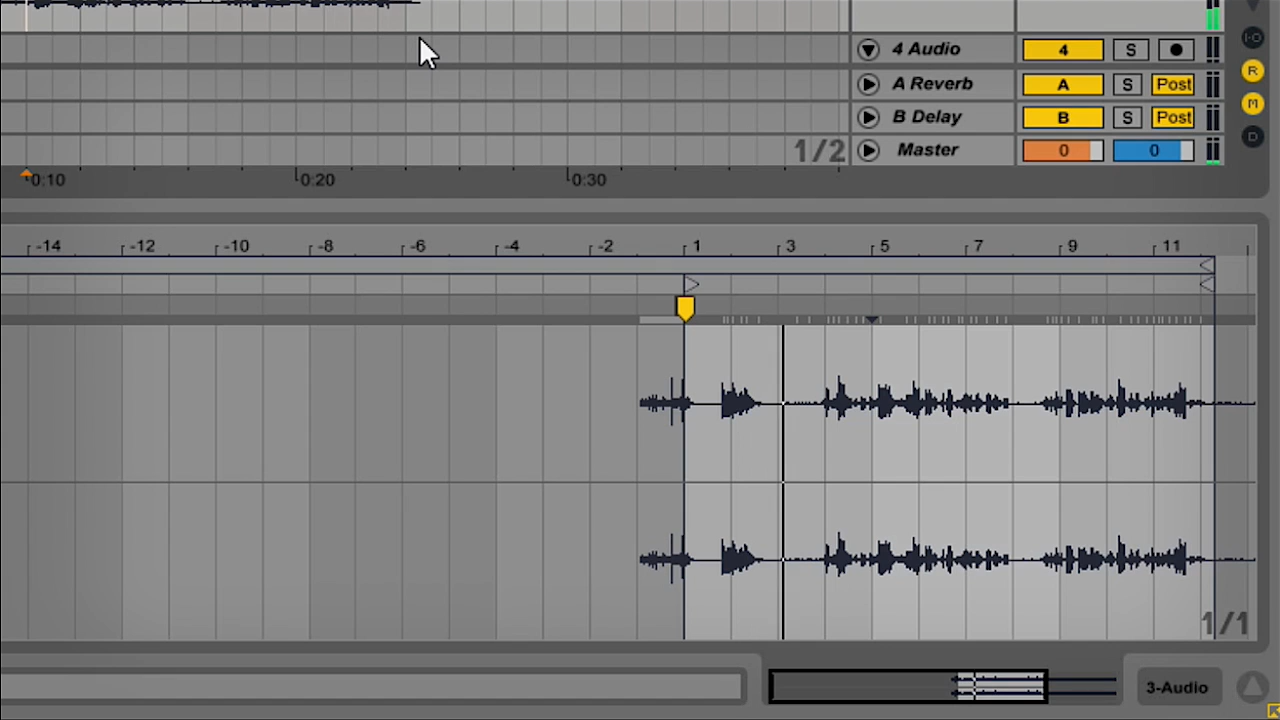 4 Audio 4 S
I·O
A Reverb A S Post
R
B Delay B S Post
M
1/2 Master 0 0
D
0:10 0:20 0:30
-14 -12 -10 -8 -6 -4 -2 1 3 5 7 9 11
1/1
3-Audio